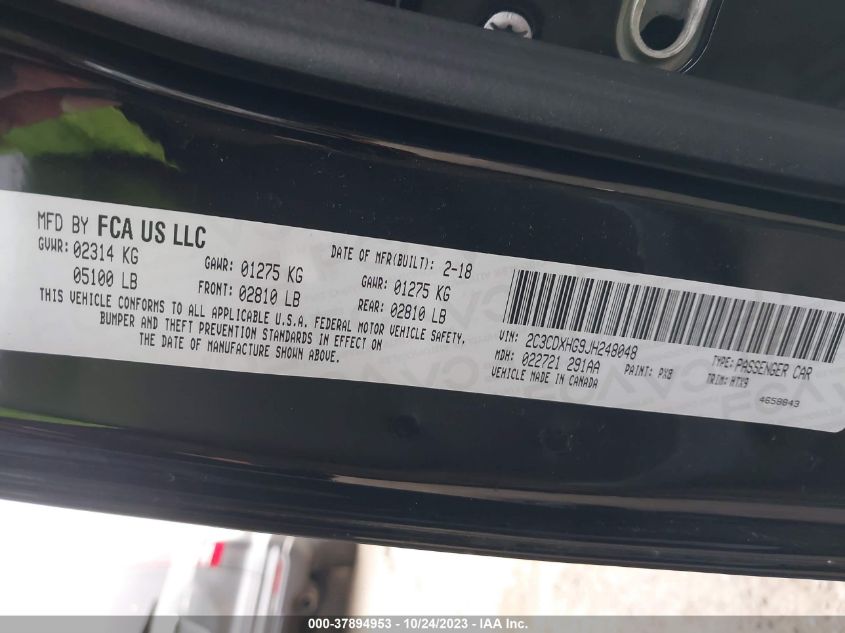 MFD BY FCA US LLC
GVWR: 02314 KG
05100 LB
GAWR: 01275 KG
FRONT: 02810 LB
DATE OF MFR(BUILT): 2-18
GAWR: 01275 KG
REAR: 02810 LB
THIS VEHICLE CONFORMS TO ALL APPLICABLE U.S.A. FEDERAL MOTOR VEHICLE SAFETY,
BUMPER AND THEFT PREVENTION STANDARDS IN EFFECT ON
THE DATE OF MANUFACTURE SHOWN ABOVE.
VIN: 2C3CDXHG9JH248048
TYPE: PASSENGER CAR
MDH: 022721 291AA
PAINT: PX8
TRIM: HTX9
VEHICLE MADE IN CANADA
4659843
000-37894953 - 10/24/2023 - IAA Inc.